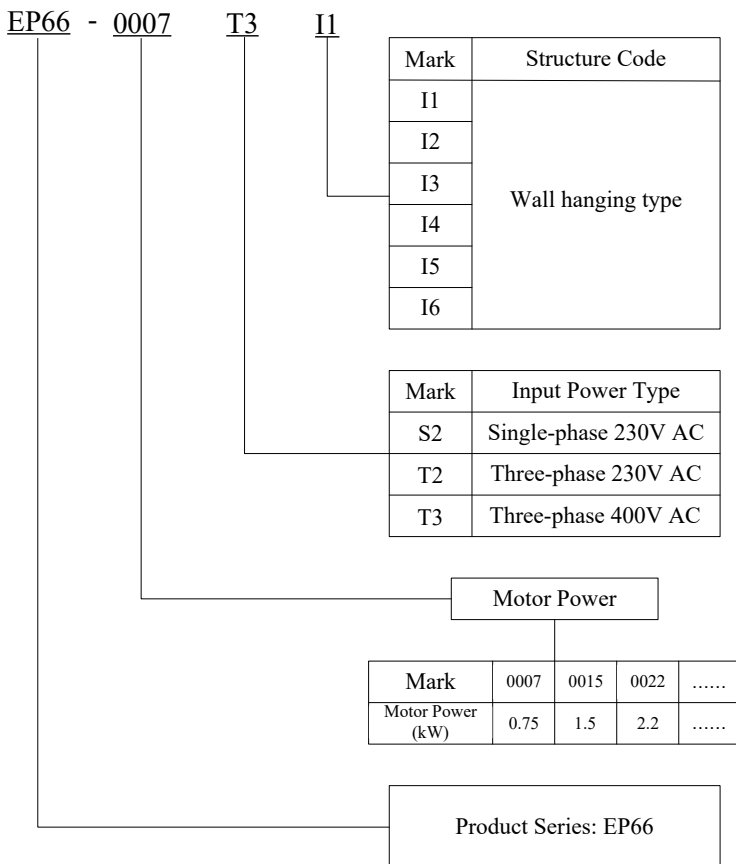 EP66 - 0007 T3 I1
Mark Structure Code
I1
I2
I3
Wall hanging type
I4
I5
I6
Mark Input Power Type
S2 Single-phase 230V AC
T2 Three-phase 230V AC
T3 Three-phase 400V AC
Motor Power
Mark 0007 0015 0022 ......
Motor Power
(kW) 0.75 1.5 2.2 ......
Product Series: EP66